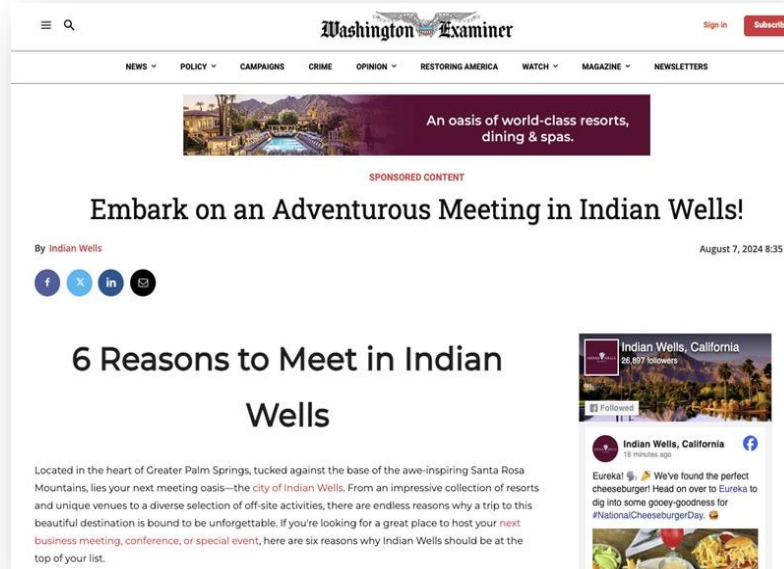 Washington Examiner
Sign in
Subscrib
NEWS
POLICY
CAMPAIGNS
CRIME
OPINION
RESTORING AMERICA
WATCH
MAGAZINE
NEWSLETTERS
An oasis of world-class resorts,
dining & spas.
SPONSORED CONTENT
Embark on an Adventurous Meeting in Indian Wells!
By Indian Wells
August 7, 2024 8:35
6 Reasons to Meet in Indian
Wells
Located in the heart of Greater Palm Springs, tucked against the base of the awe-inspiring Santa Rosa
Mountains, lies your next meeting oasis—the city of Indian Wells. From an impressive collection of resorts
and unique venues to a diverse selection of off-site activities, there are endless reasons why a trip to this
beautiful destination is bound to be unforgettable. If you're looking for a great place to host your next
business meeting, conference, or special event, here are six reasons why Indian Wells should be at the
top of your list.
Indian Wells, California
26,897 followers
Followed
Indian Wells, California
16 minutes ago
Eureka! 🗣️ 🎉 We've found the perfect
cheeseburger! Head on over to Eureka to
dig into some gooey-goodness for
#NationalCheeseburgerDay. 😋